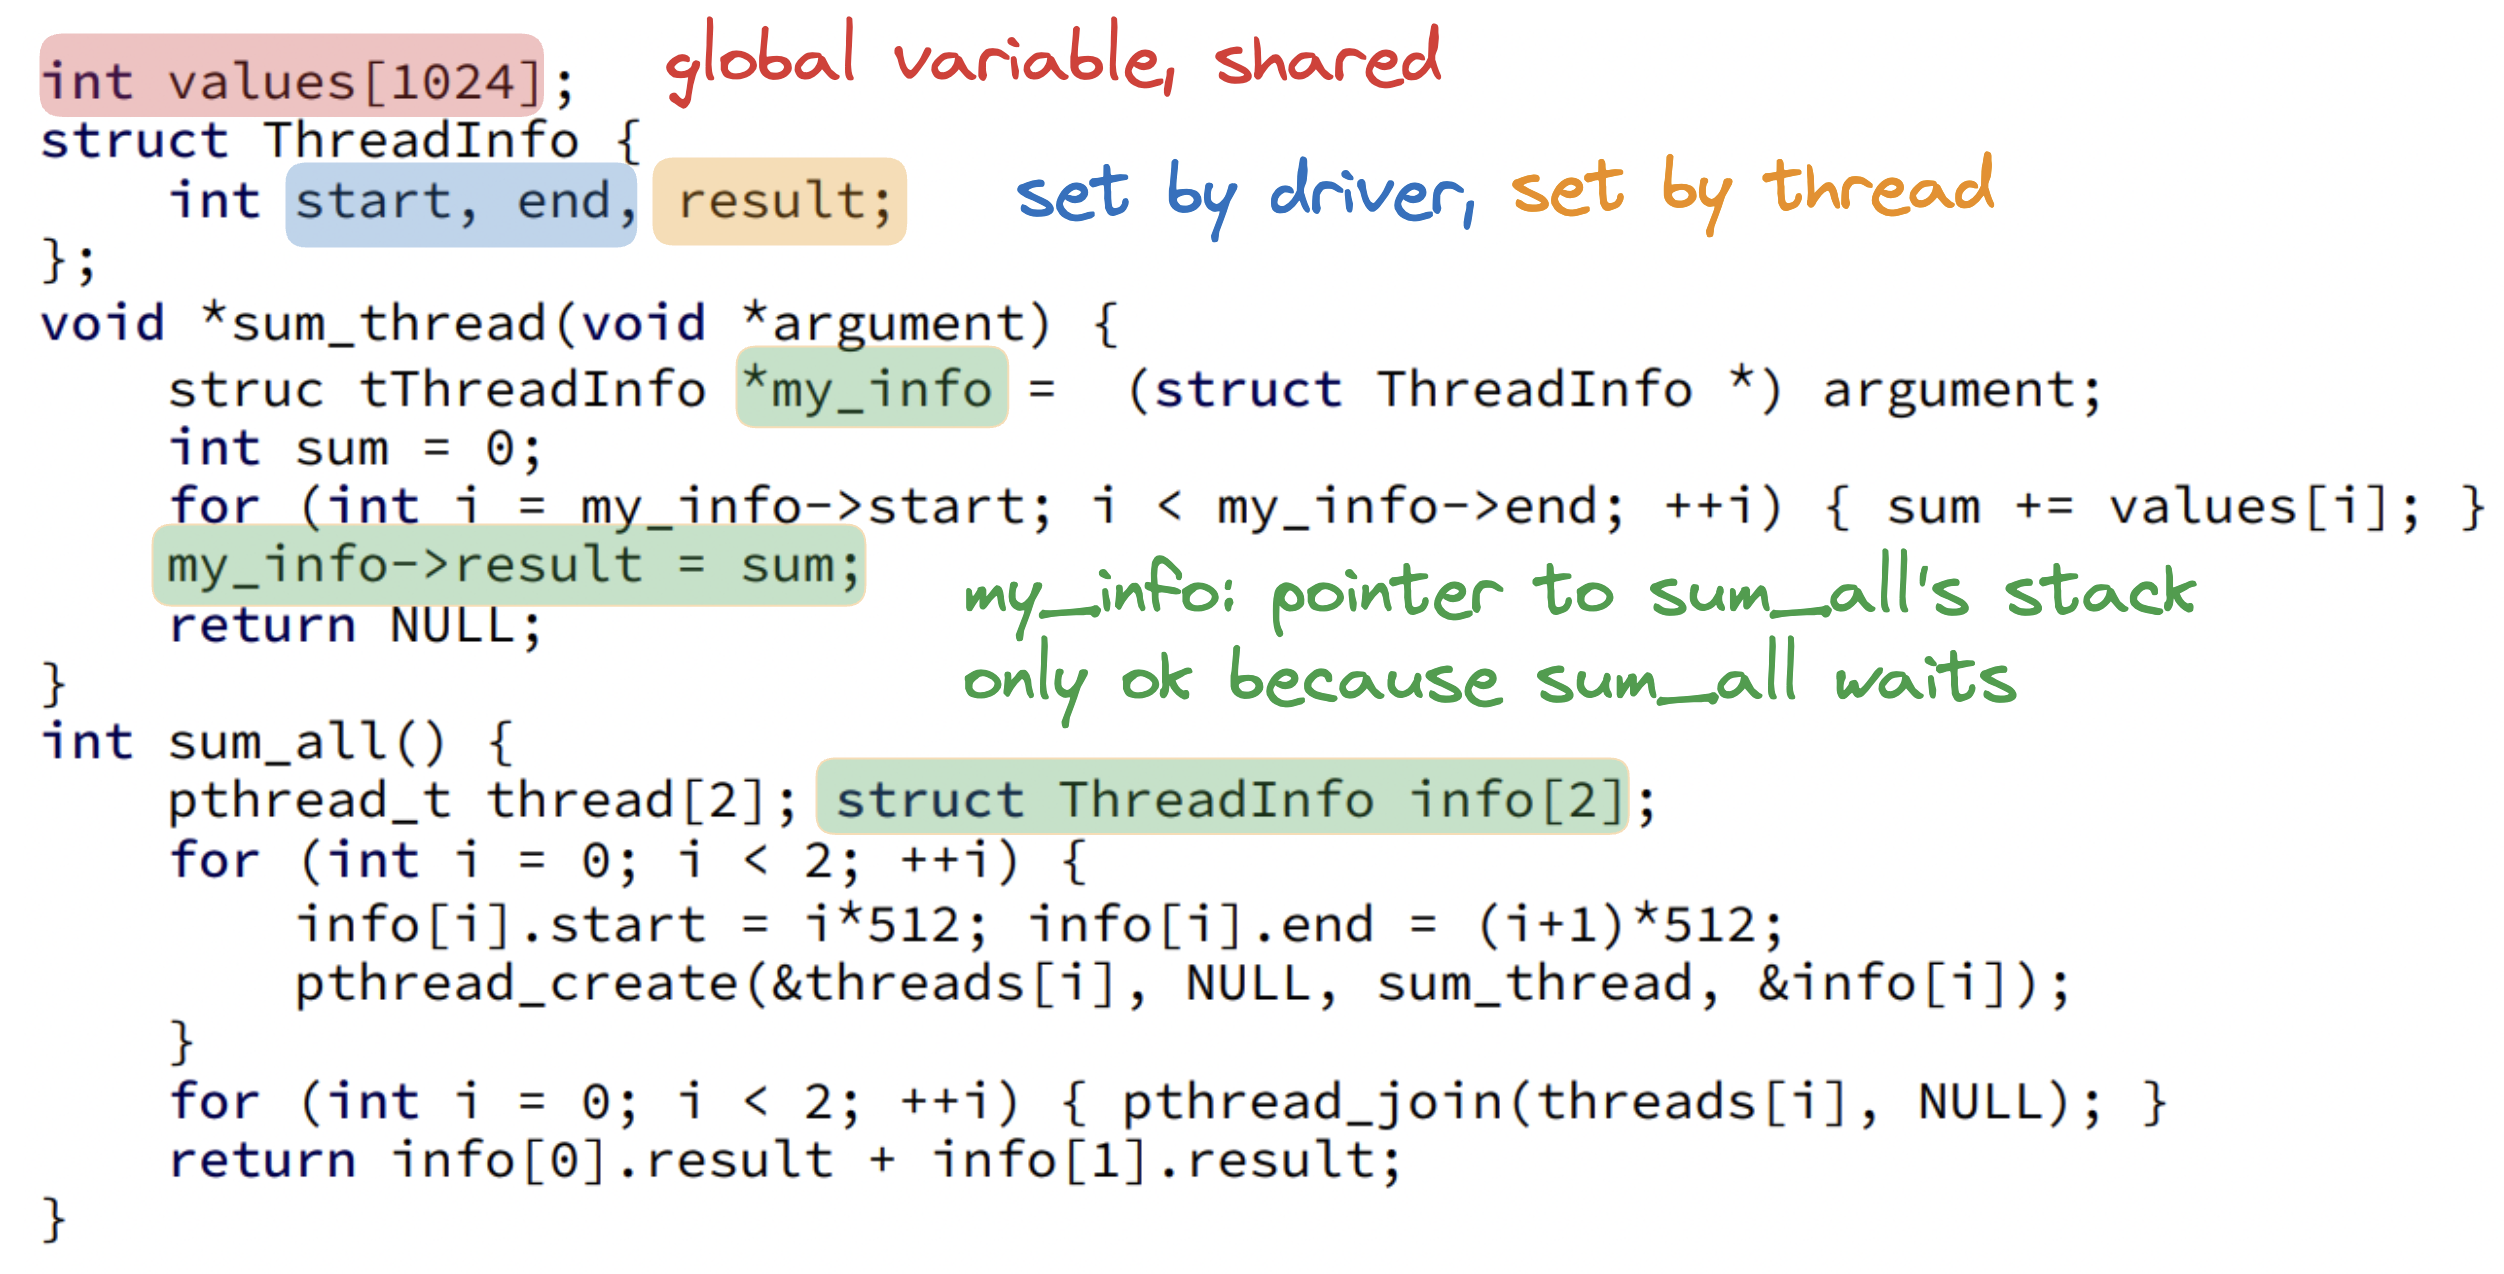 int values[1024]; global variable, shared
struct ThreadInfo {
    int start, end, result; set by driver, set by thread
};
void *sum_thread(void *argument) {
    struc tThreadInfo *my_info =  (struct ThreadInfo *) argument;
    int sum = 0;
    for (int i = my_info->start; i < my_info->end; ++i) { sum += values[i]; }
    my_info->result = sum;
my_info: pointer to sum_all's stack
    return NULL;
only ok because sum_all waits
}
int sum_all() {
    pthread_t thread[2]; struct ThreadInfo info[2];
    for (int i = 0; i < 2; ++i) {
        info[i].start = i*512; info[i].end = (i+1)*512;
        pthread_create(&threads[i], NULL, sum_thread, &info[i]);
    }
    for (int i = 0; i < 2; ++i) { pthread_join(threads[i], NULL); }
    return info[0].result + info[1].result;
}